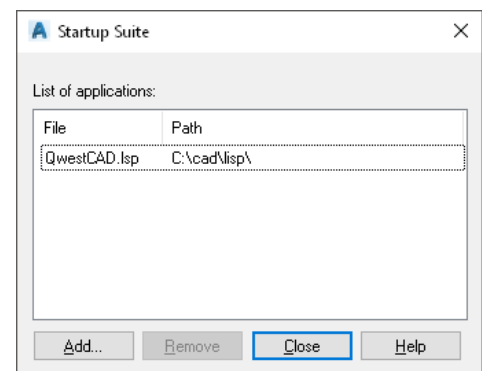 Startup Suite
List of applications:
File Path
QwestCAD.lsp C:\cad\lisp\
Add... Remove Close Help